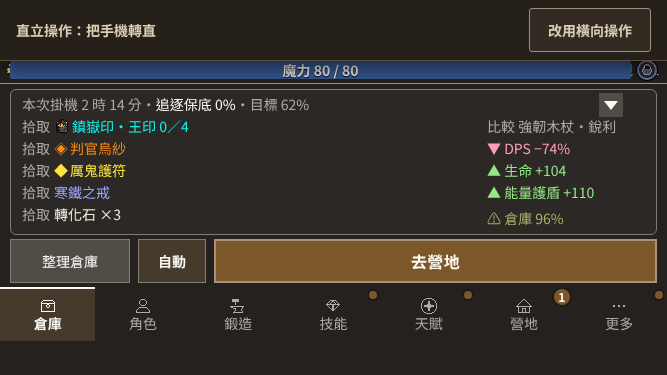 直立操作：把手機轉直
改用橫向操作
魔力 80 / 80
本次掛機 2 時 14 分・追逐保底 0%・目標 62%
拾取 鎮嶽印・王印 0／4
比較 強韌木杖・銳利
拾取 判官烏紗
▼ DPS −74%
拾取 厲鬼護符
▲ 生命 +104
拾取 寒鐵之戒
▲ 能量護盾 +110
拾取 轉化石 ×3
⚠ 倉庫 96%
整理倉庫
自動
去營地
倉庫
角色
鍛造
技能
天賦
營地
1
更多